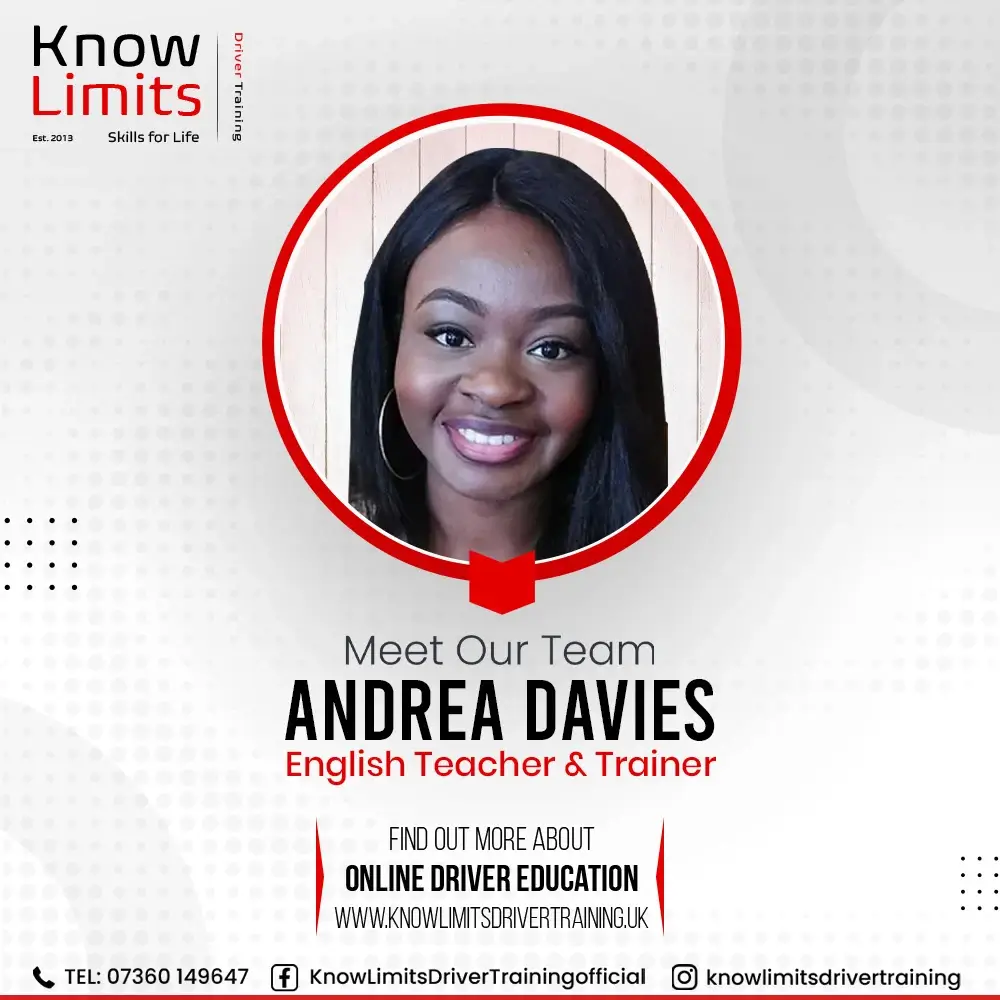 Know
Limits
Est. 2013 Skills for Life
Driver Training
Meet Our Team
ANDREA DAVIES
English Teacher & Trainer
FIND OUT MORE ABOUT
ONLINE DRIVER EDUCATION
WWW.KNOWLIMITSDRIVERTRAINING.UK
TEL: 07360 149647 KnowLimitsDriverTrainingofficial knowlimitsdrivertraining